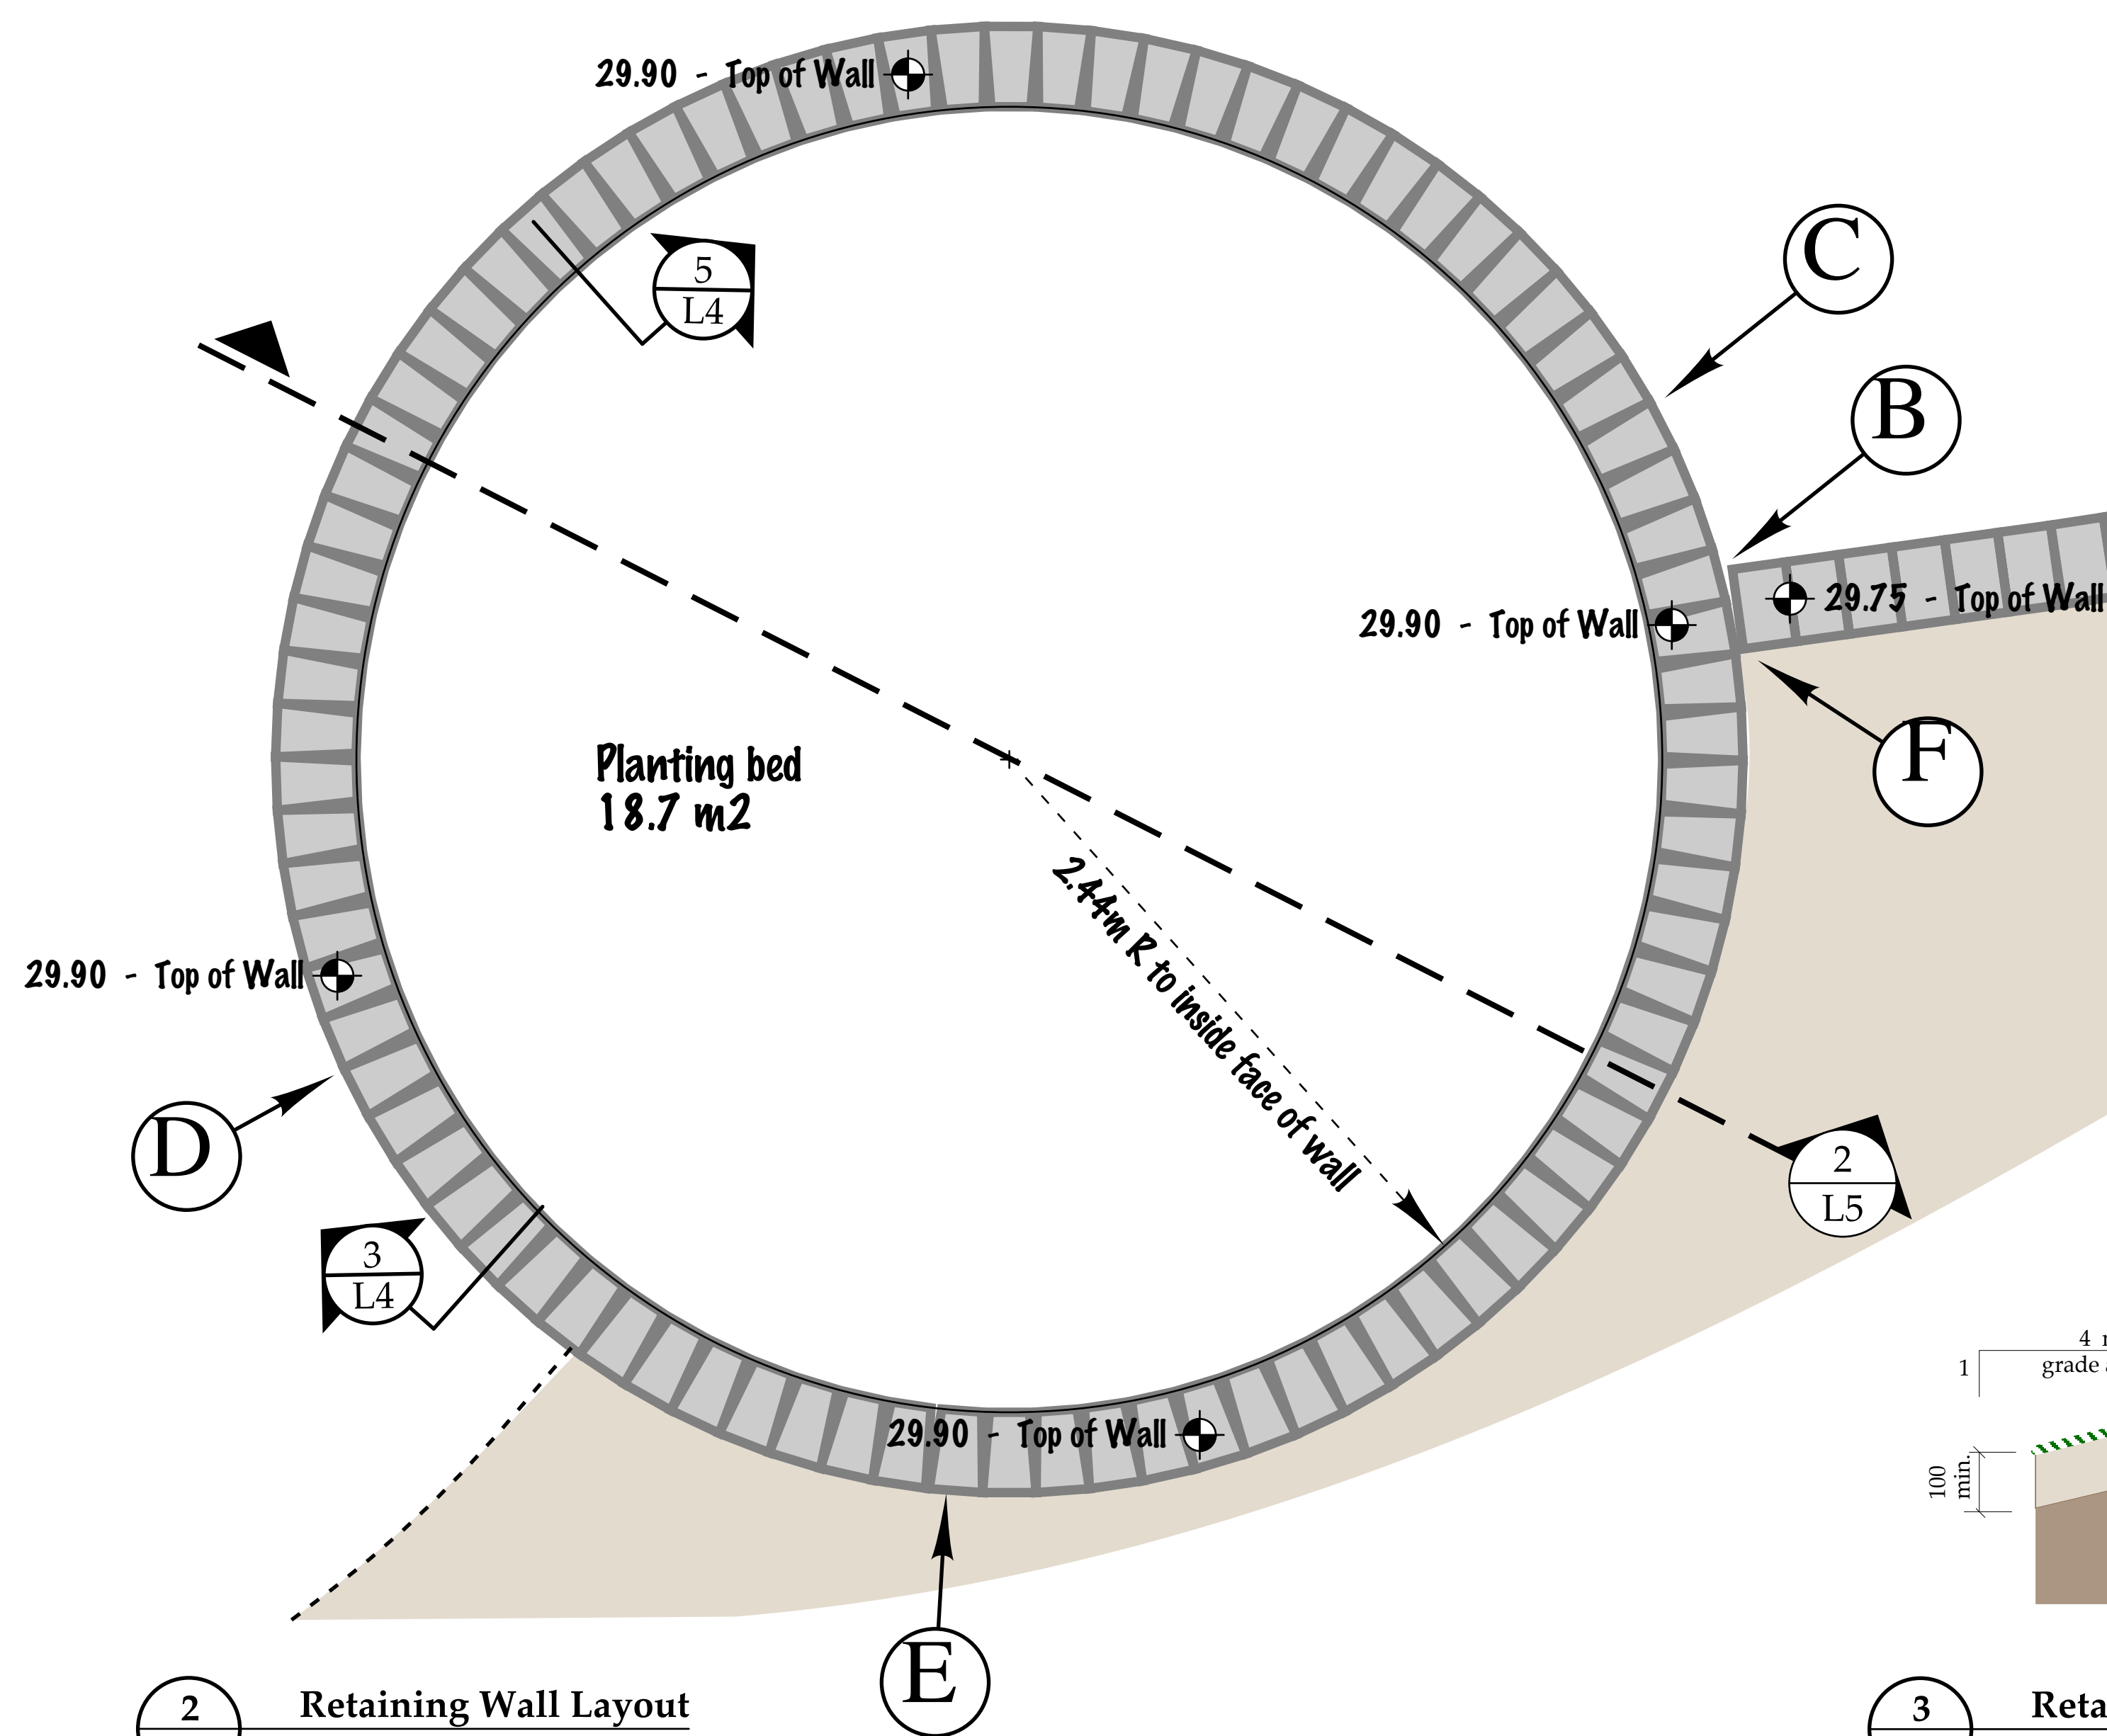 29.90 - Top of Wall
5
L4
C
B
29.75 - Top of Wall
29.90 - Top of Wall
F
Planting bed
18.7 m2
2.44m R to inside face of wall
29.90 - Top of Wall
D
2
L5
3
L4
29.90 - Top of Wall
4
1
grade
100
min.
E
2
Retaining Wall Layout
3
Reta